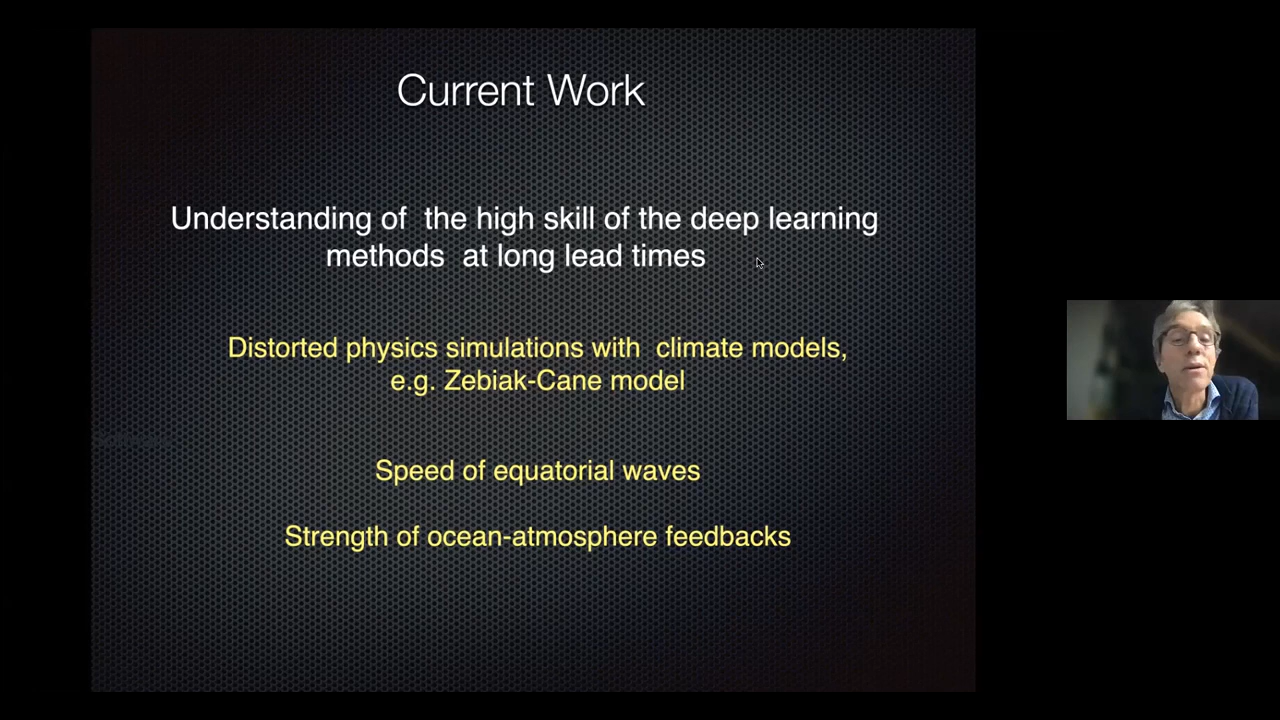 Current Work
Understanding of the high skill of the deep learning
methods at long lead times
Distorted physics simulations with climate models,
e.g. Zebiak-Cane model
Speed of equatorial waves
Strength of ocean-atmosphere feedbacks